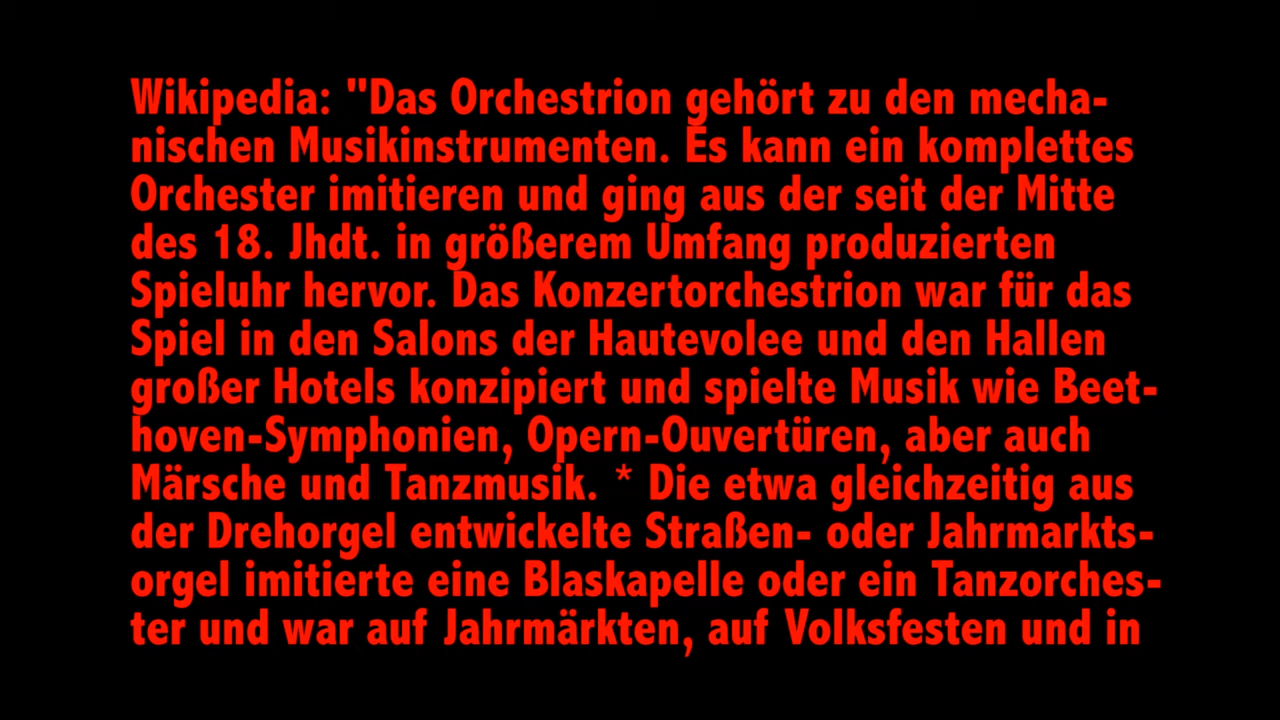 Wikipedia: "Das Orchestrion gehört zu den mecha-
nischen Musikinstrumenten. Es kann ein komplettes
Orchester imitieren und ging aus der seit der Mitte
des 18. Jhdt. in größerem Umfang produzierten
Spieluhr hervor. Das Konzertorchestrion war für das
Spiel in den Salons der Hautevolee und den Hallen
großer Hotels konzipiert und spielte Musik wie Beet-
hoven-Symphonien, Opern-Ouvertüren, aber auch
Märsche und Tanzmusik. * Die etwa gleichzeitig aus
der Drehorgel entwickelte Straßen- oder Jahrmarkts-
orgel imitierte eine Blaskapelle oder ein Tanzorches-
ter und war auf Jahrmärkten, auf Volksfesten und in